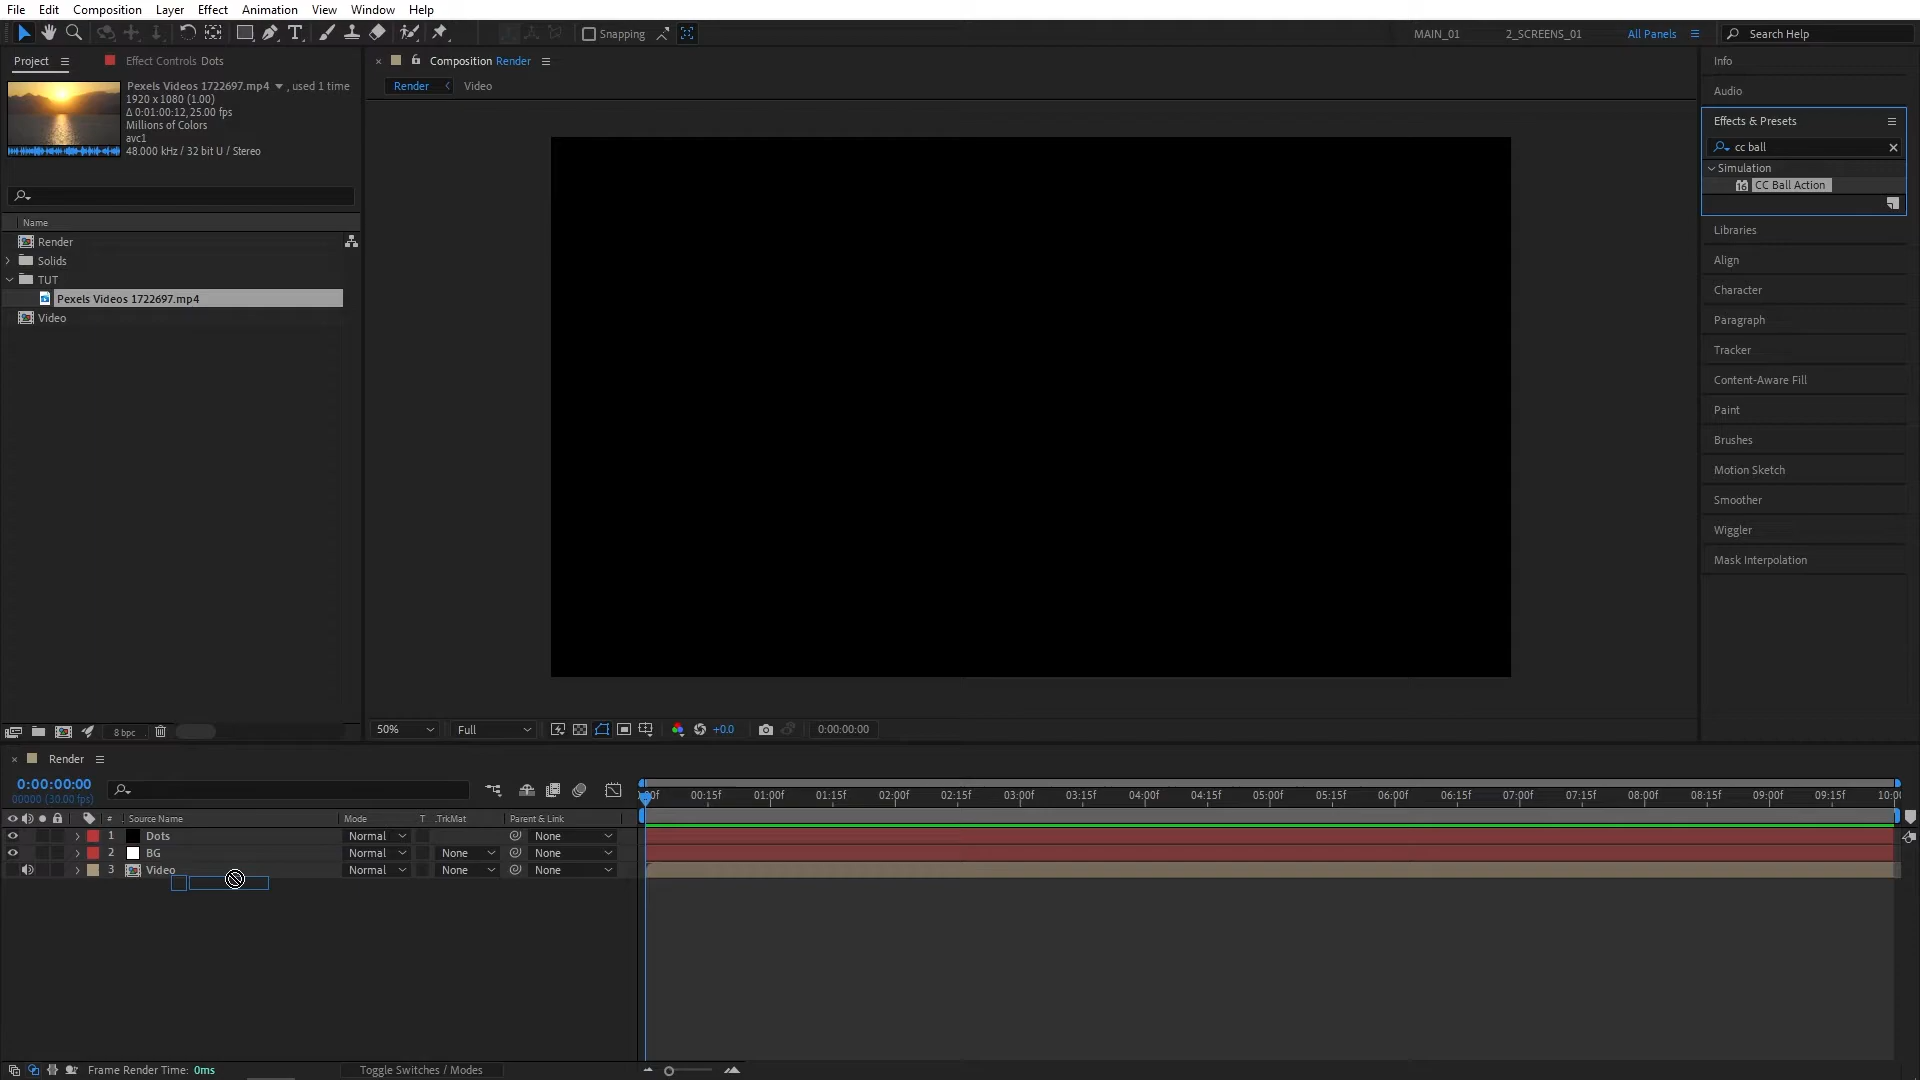 File Edit Composition Layer Effect Animation View Window Help
Snapping
MAIN_01 2_SCREENS_01 All Panels Search Help
Project Effect Controls Dots
Pexels Videos 1722697.mp4 , used 1 time
1920 x 1080 (1.00)
Δ 0:01:00:12, 25.00 fps
Millions of Colors
avc1
48.000 kHz / 32 bit U / Stereo
Name
Render
Solids
TUT
Pexels Videos 1722697.mp4
Video
8 bpc
Composition Render
Render Video
50% Full +0.0 0:00:00:00
Info
Audio
Effects & Presets
cc ball
Simulation
16 CC Ball Action
Libraries
Align
Character
Paragraph
Tracker
Content-Aware Fill
Paint
Brushes
Motion Sketch
Smoother
Wiggler
Mask Interpolation
Render
0:00:00:00
00000 (30.00 fps)
00f 00:15f 01:00f 01:15f 02:00f 02:15f 03:00f 03:15f 04:00f 04:15f 05:00f 05:15f 06:00f 06:15f 07:00f 07:15f 08:00f 08:15f 09:00f 09:15f 10:0
# Source Name Mode T .TrkMat Parent & Link
1 Dots Normal None
2 BG Normal None None
3 Video Normal None None
Frame Render Time: 0ms Toggle Switches / Modes